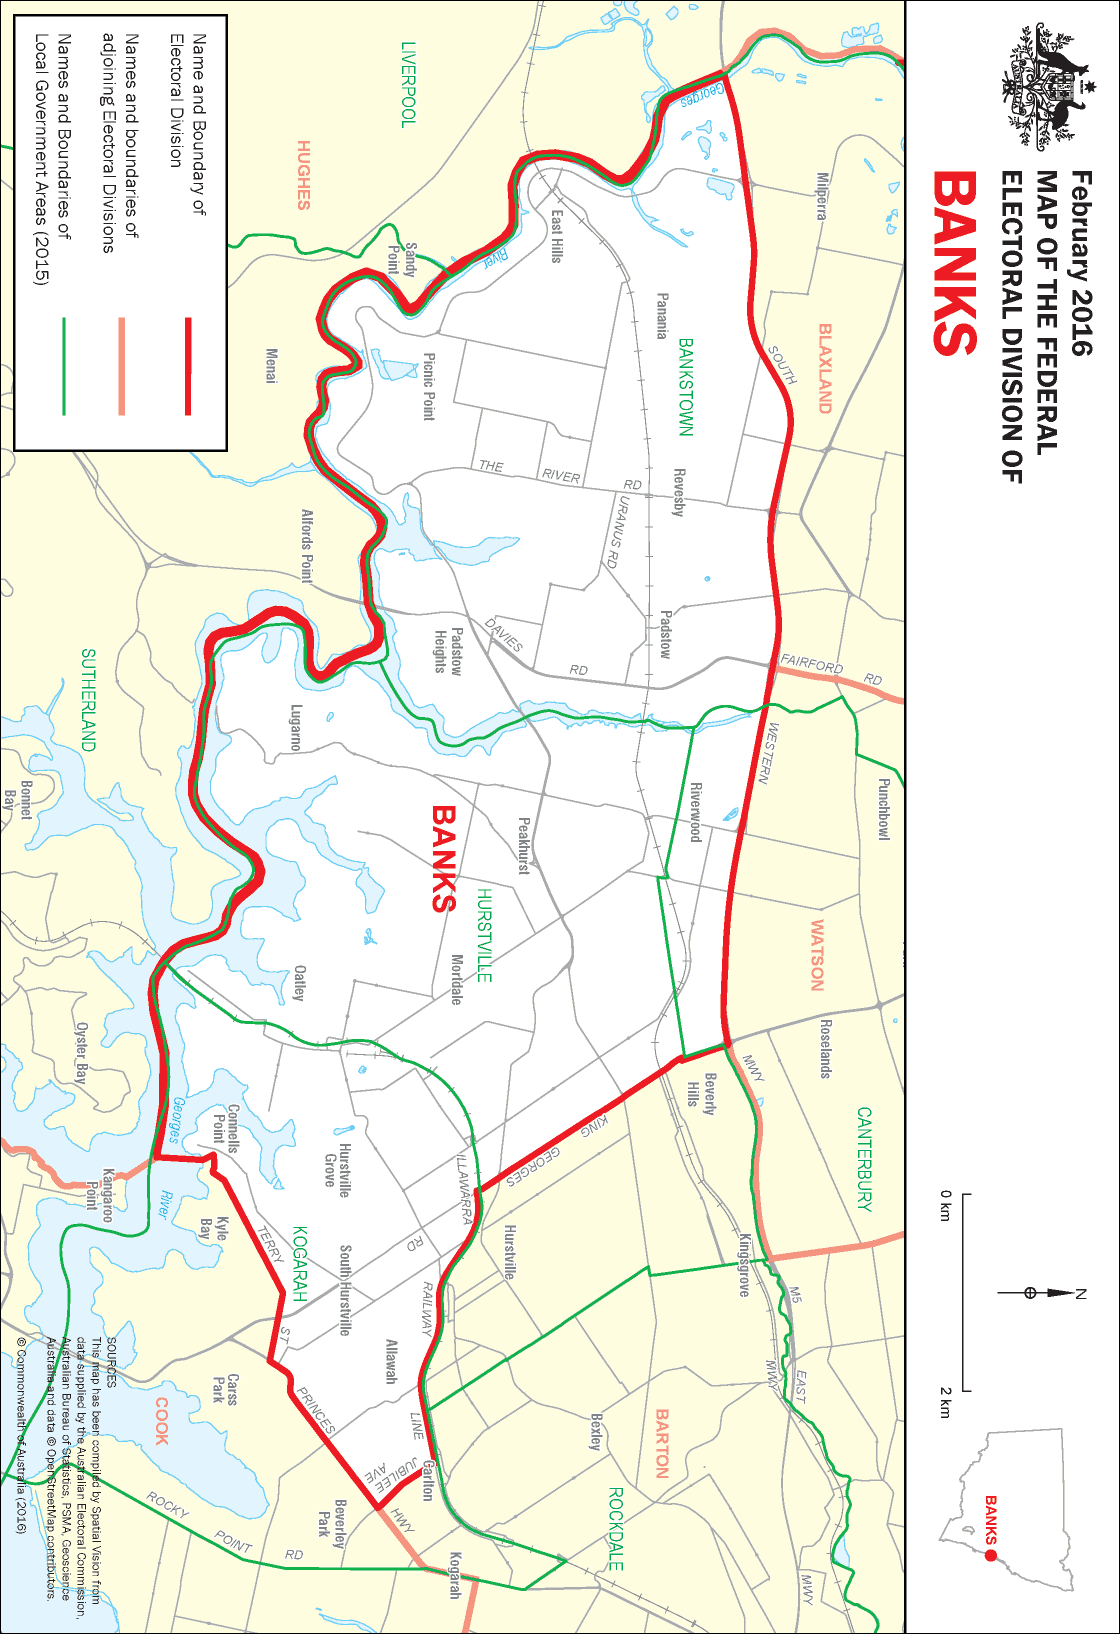 February 2016
MAP OF THE FEDERAL
ELECTORAL DIVISION OF
BANKS
0 km
2 km
N
BANKS
Name and Boundary of
Electoral Division
Names and boundaries of
adjoining Electoral Divisions
Names and Boundaries of
Local Government Areas (2015)
LIVERPOOL
HUGHES
Georges
River
Milperra
East Hills
Sandy
Point
Panania
BANKSTOWN
BLAXLAND
SOUTH
Menai
Picnic Point
THE
RIVER
RD
Revesby
URANUS RD
Alfords Point
Padstow
Padstow
Heights
DAVIES
RD
FAIRFORD
RD
SUTHERLAND
Lugarno
WESTERN
Punchbowl
Riverwood
Bonnet
Bay
BANKS
Peakhurst
HURSTVILLE
WATSON
Mortdale
Oatley
Oyster Bay
Roselands
MWY
Beverly
Hills
CANTERBURY
KING
GEORGES
Georges
River
Connells
Point
Hurstville
Grove
ILLAWARRA
Kangaroo
Point
Kyle
Bay
TERRY
KOGARAH
RD
South Hurstville
Hurstville
Kingsgrove
M5
RAILWAY
ST
Allawah
EAST
MWY
Carss
Park
PRINCES
LINE
COOK
JUBILEE
AVE
Carlton
Bexley
BARTON
ROCKDALE
HWY
Beverley
Park
Kogarah
ROCKY
POINT
RD
MWY
SOURCES
This map has been compiled by Spatial Vision from
data supplied by the Australian Electoral Commission,
Australian Bureau of Statistics, PSMA, Geoscience
Australia and data © OpenStreetMap contributors.
© Commonwealth of Australia (2016)